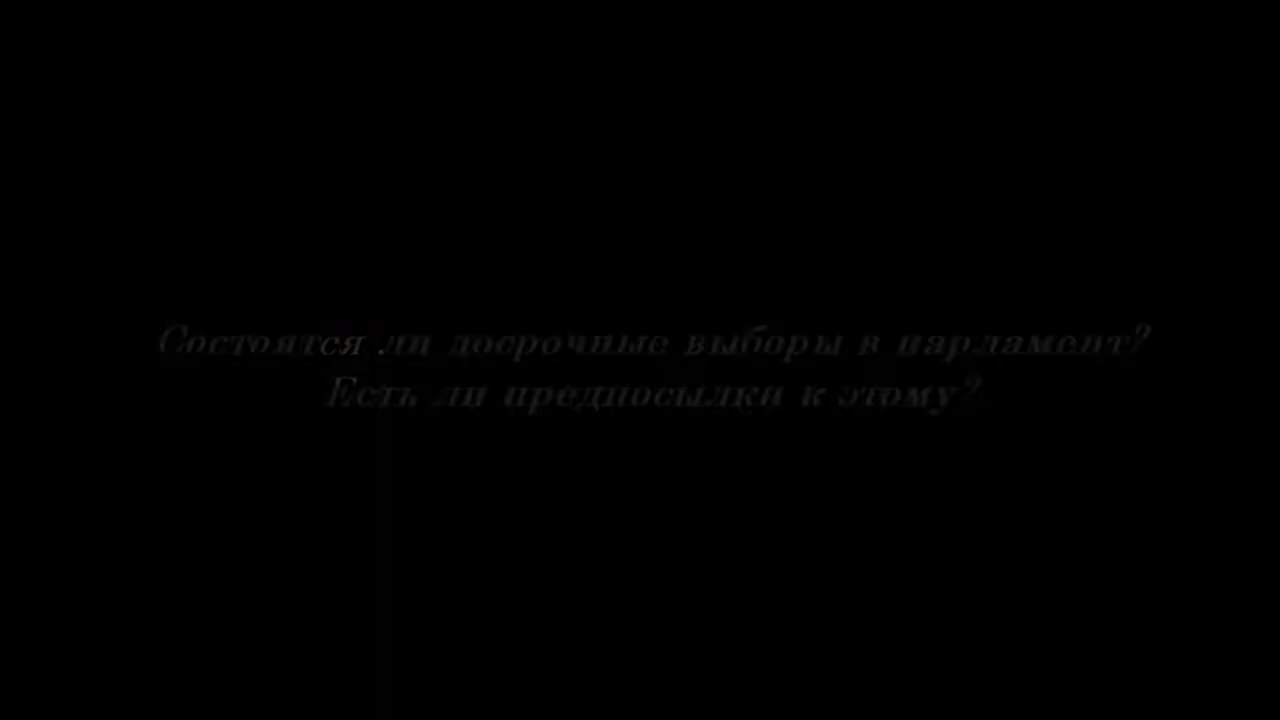 Состоятся ли досрочные выборы в парламент?
Есть ли предпосылки к этому?